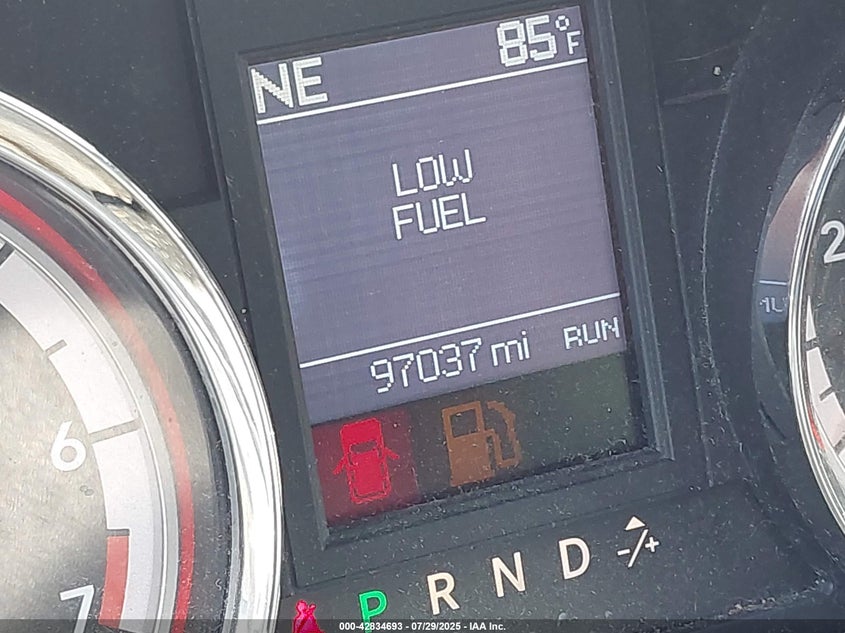 NE 85°F
LOW
FUEL
97037 mi RUN
6
7
2
P R N D -/+
000-42834693 - 07/29/2025 - IAA Inc.